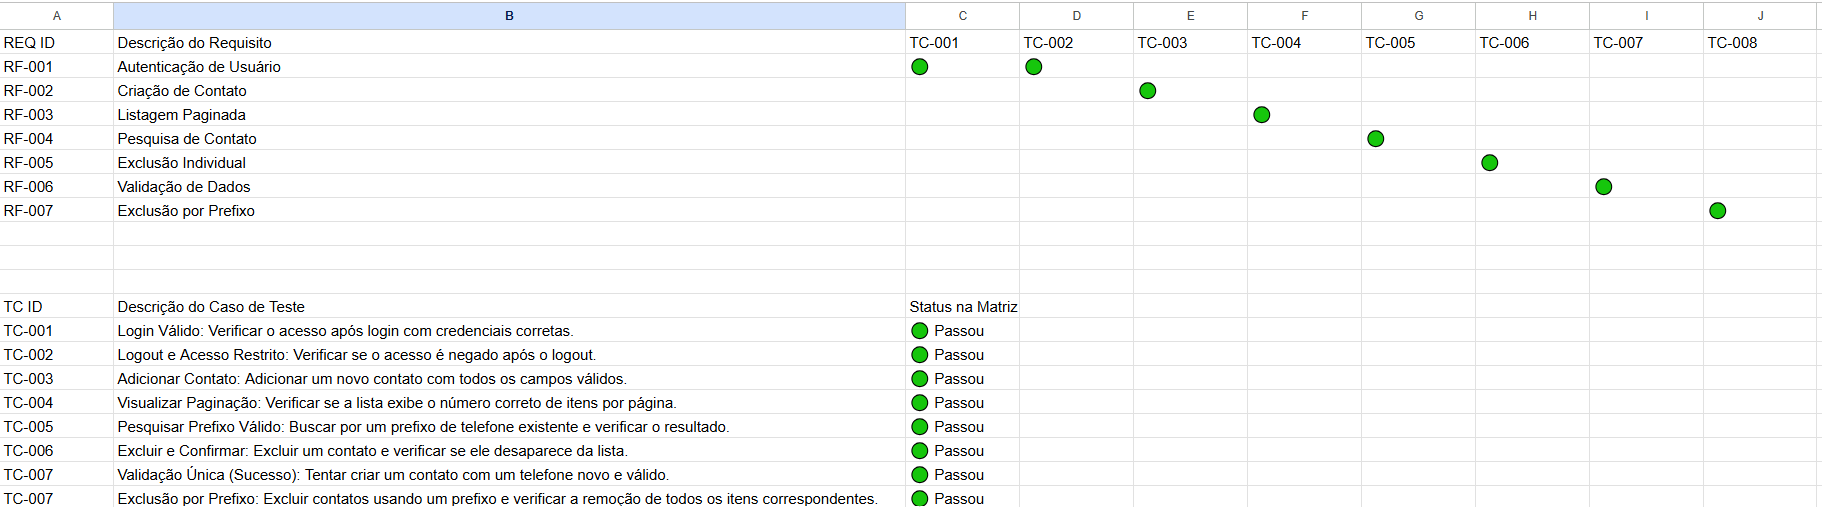 A B C D E F G H I J
REQ ID Descrição do Requisito TC-001 TC-002 TC-003 TC-004 TC-005 TC-006 TC-007 TC-008
RF-001 Autenticação de Usuário
RF-002 Criação de Contato
RF-003 Listagem Paginada
RF-004 Pesquisa de Contato
RF-005 Exclusão Individual
RF-006 Validação de Dados
RF-007 Exclusão por Prefixo
TC ID Descrição do Caso de Teste Status na Matriz
TC-001 Login Válido: Verificar o acesso após login com credenciais corretas. Passou
TC-002 Logout e Acesso Restrito: Verificar se o acesso é negado após o logout. Passou
TC-003 Adicionar Contato: Adicionar um novo contato com todos os campos válidos. Passou
TC-004 Visualizar Paginação: Verificar se a lista exibe o número correto de itens por página. Passou
TC-005 Pesquisar Prefixo Válido: Buscar por um prefixo de telefone existente e verificar o resultado. Passou
TC-006 Excluir e Confirmar: Excluir um contato e verificar se ele desaparece da lista. Passou
TC-007 Validação Única (Sucesso): Tentar criar um contato com um telefone novo e válido. Passou
TC-007 Exclusão por Prefixo: Excluir contatos usando um prefixo e verificar a remoção de todos os itens correspondentes. Passou